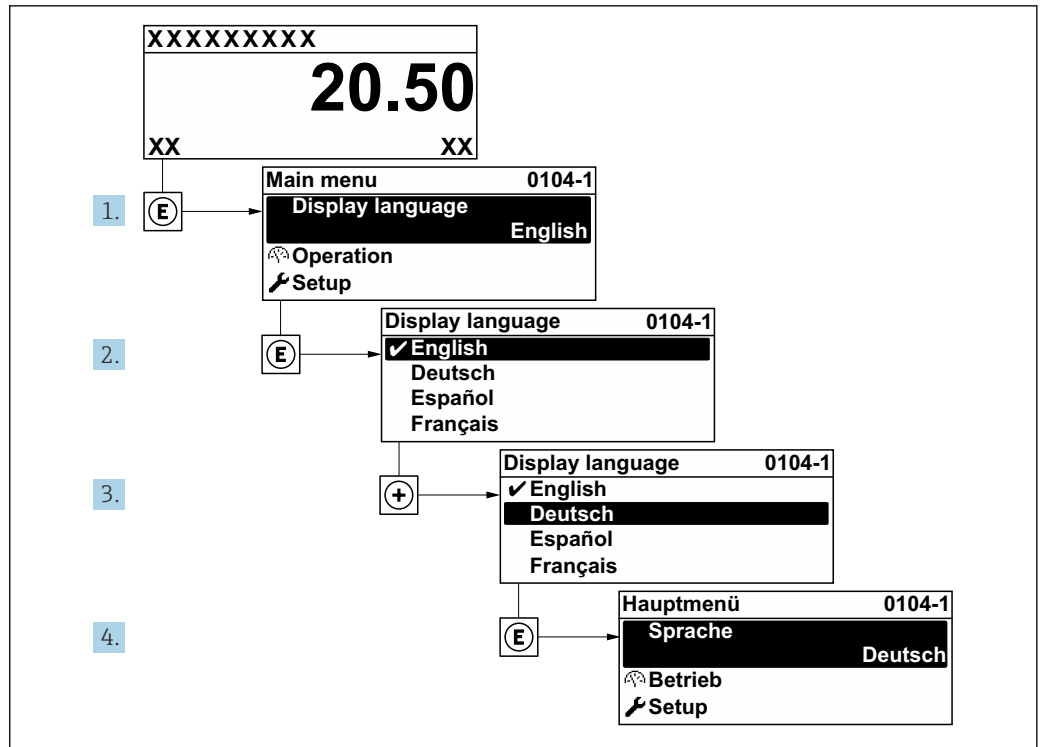 XXXXXXXXX
20.50
XX XX
1.
E
Main menu 0104-1
Display language
English
Operation
Setup
2.
E
Display language 0104-1
✔ English
Deutsch
Español
Français
3.
+
Display language 0104-1
✔ English
Deutsch
Español
Français
4.
E
Hauptmenü 0104-1
Sprache
Deutsch
Betrieb
Setup